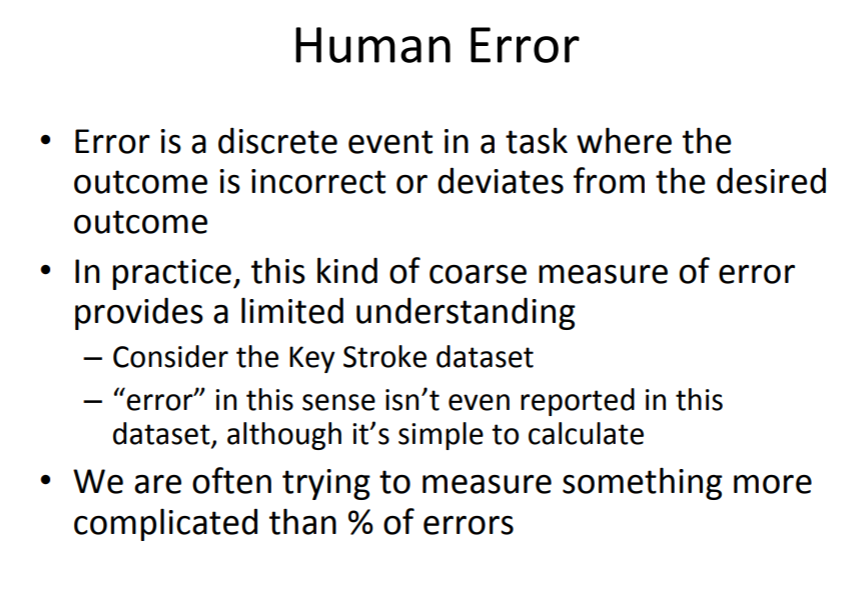 Human Error
• Error is a discrete event in a task where the
outcome is incorrect or deviates from the desired
outcome
• In practice, this kind of coarse measure of error
provides a limited understanding
– Consider the Key Stroke dataset
– “error” in this sense isn’t even reported in this
dataset, although it’s simple to calculate
• We are often trying to measure something more
complicated than % of errors